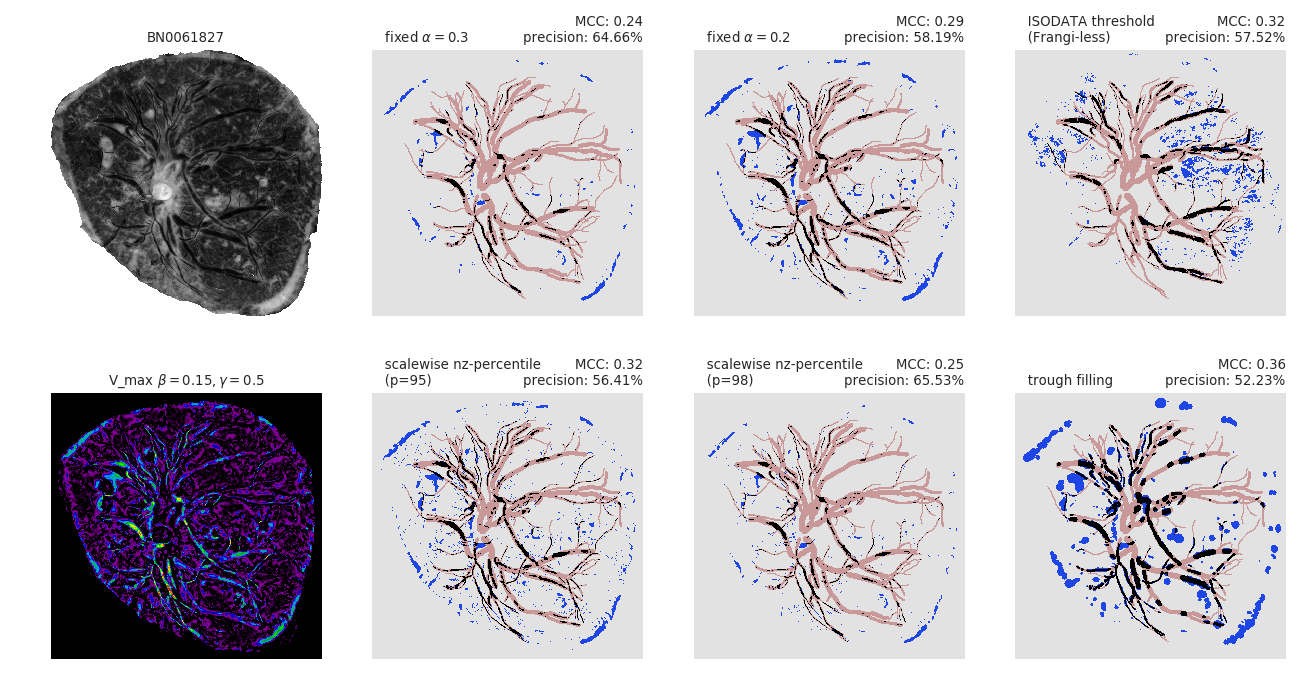 BN0061827
MCC: 0.24
fixed α = 0.3 precision: 64.66%
MCC: 0.29
fixed α = 0.2 precision: 58.19%
ISODATA threshold MCC: 0.32
(Frangi-less) precision: 57.52%
V_max β = 0.15, γ = 0.5
scalewise nz-percentile MCC: 0.32
(p=95) precision: 56.41%
scalewise nz-percentile MCC: 0.25
(p=98) precision: 65.53%
MCC: 0.36
trough filling precision: 52.23%